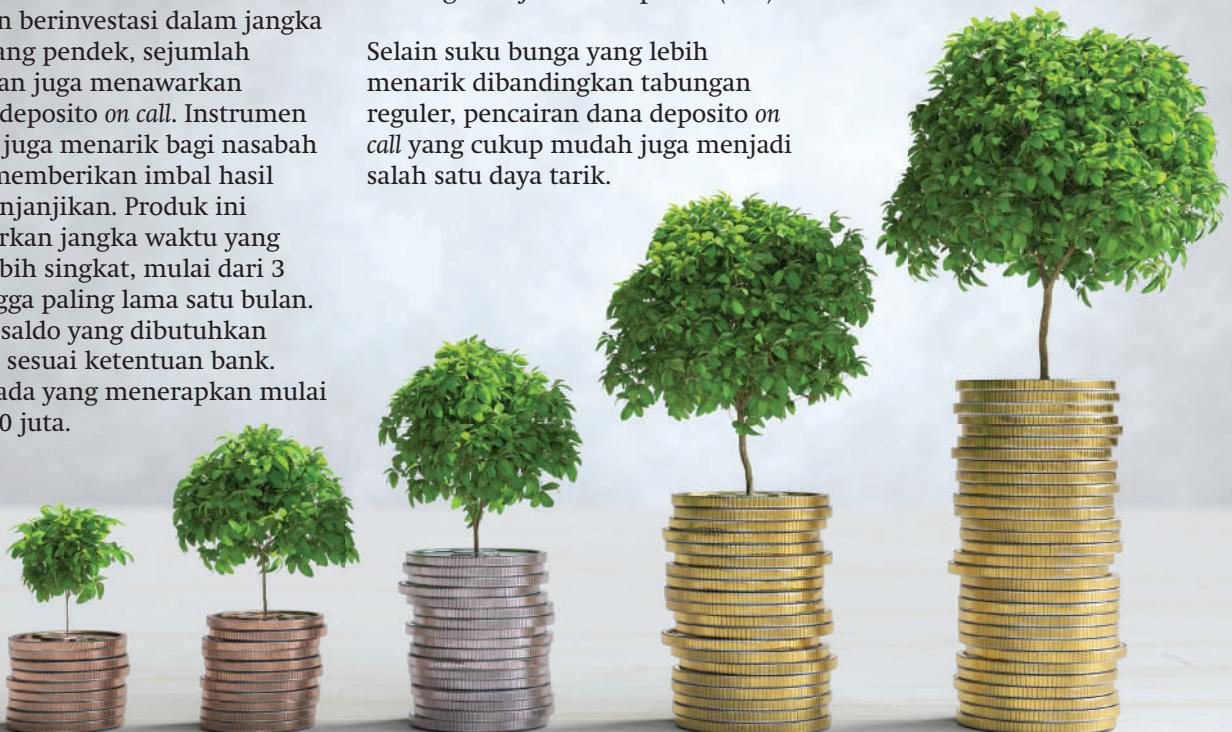 n berinvestasi dalam jangka
ang pendek, sejumlah
an juga menawarkan
deposito on call. Instrumen
juga menarik bagi nasabah
memberikan imbal hasil
njanjikan. Produk ini
rkan jangka waktu yang
bih singkat, mulai dari 3
gga paling lama satu bulan.
saldo yang dibutuhkan
sesuai ketentuan bank.
ada yang menerapkan mulai
0 juta.
Selain suku bunga yang lebih
menarik dibandingkan tabungan
reguler, pencairan dana deposito on
call yang cukup mudah juga menjadi
salah satu daya tarik.